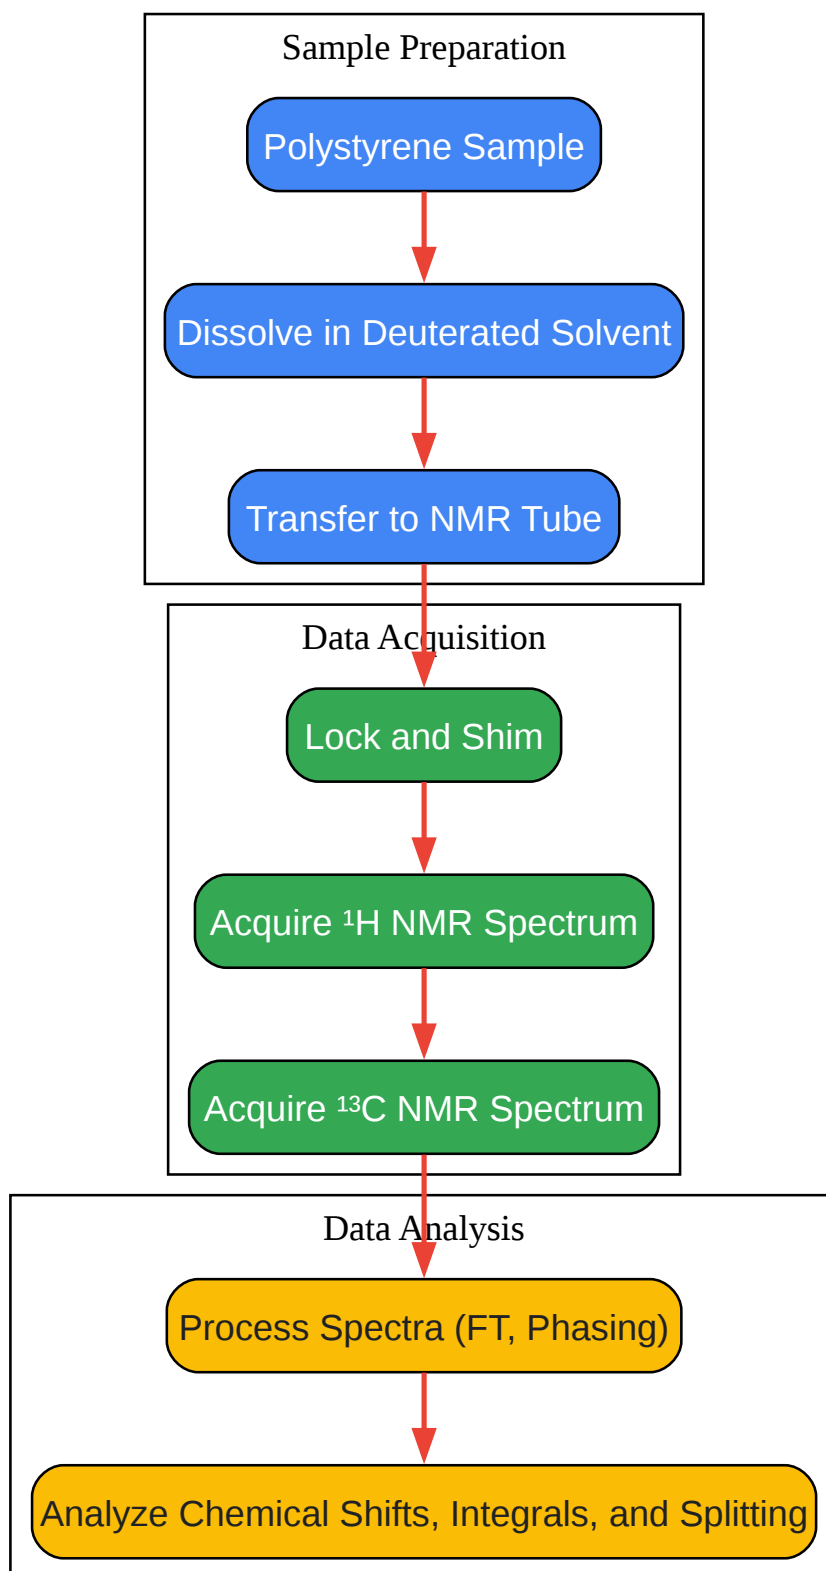 Sample Preparation
Polystyrene Sample
Dissolve in Deuterated Solvent
Transfer to NMR Tube
Data Acquisition
Lock and Shim
Acquire ¹H NMR Spectrum
Acquire ¹³C NMR Spectrum
Data Analysis
Process Spectra (FT, Phasing)
Analyze Chemical Shifts, Integrals, and Splitting